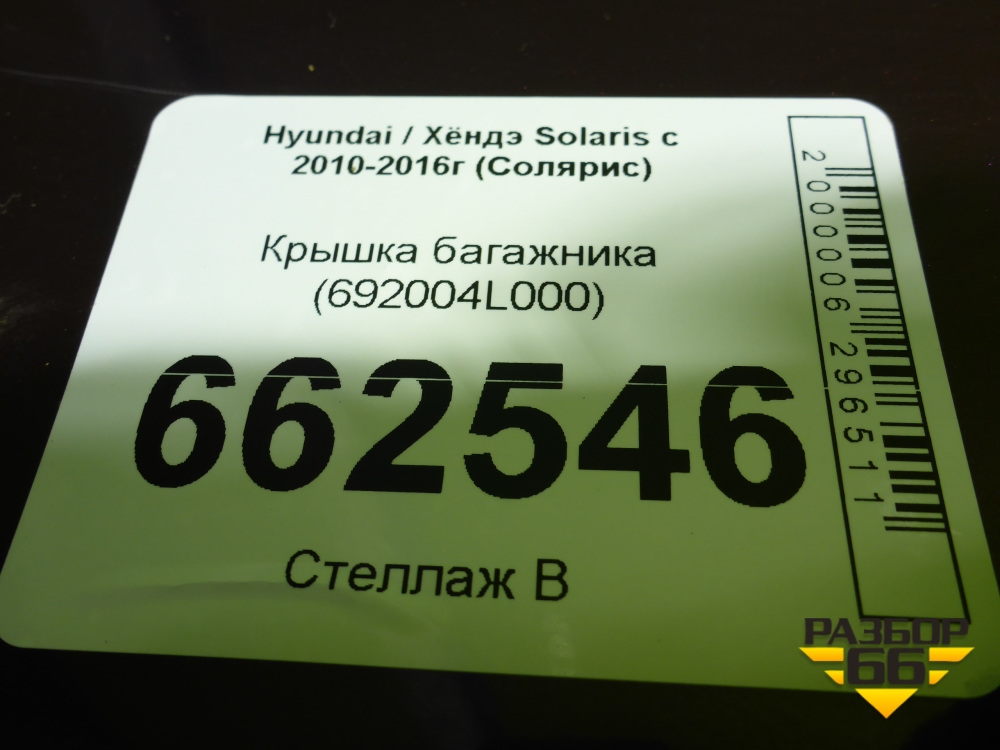 Hyundai / Хёндэ Solaris с
2010-2016г (Солярис)
Крышка багажника
(692004L000)
662546
Стеллаж В
2000006296511
РАЗБОР
66